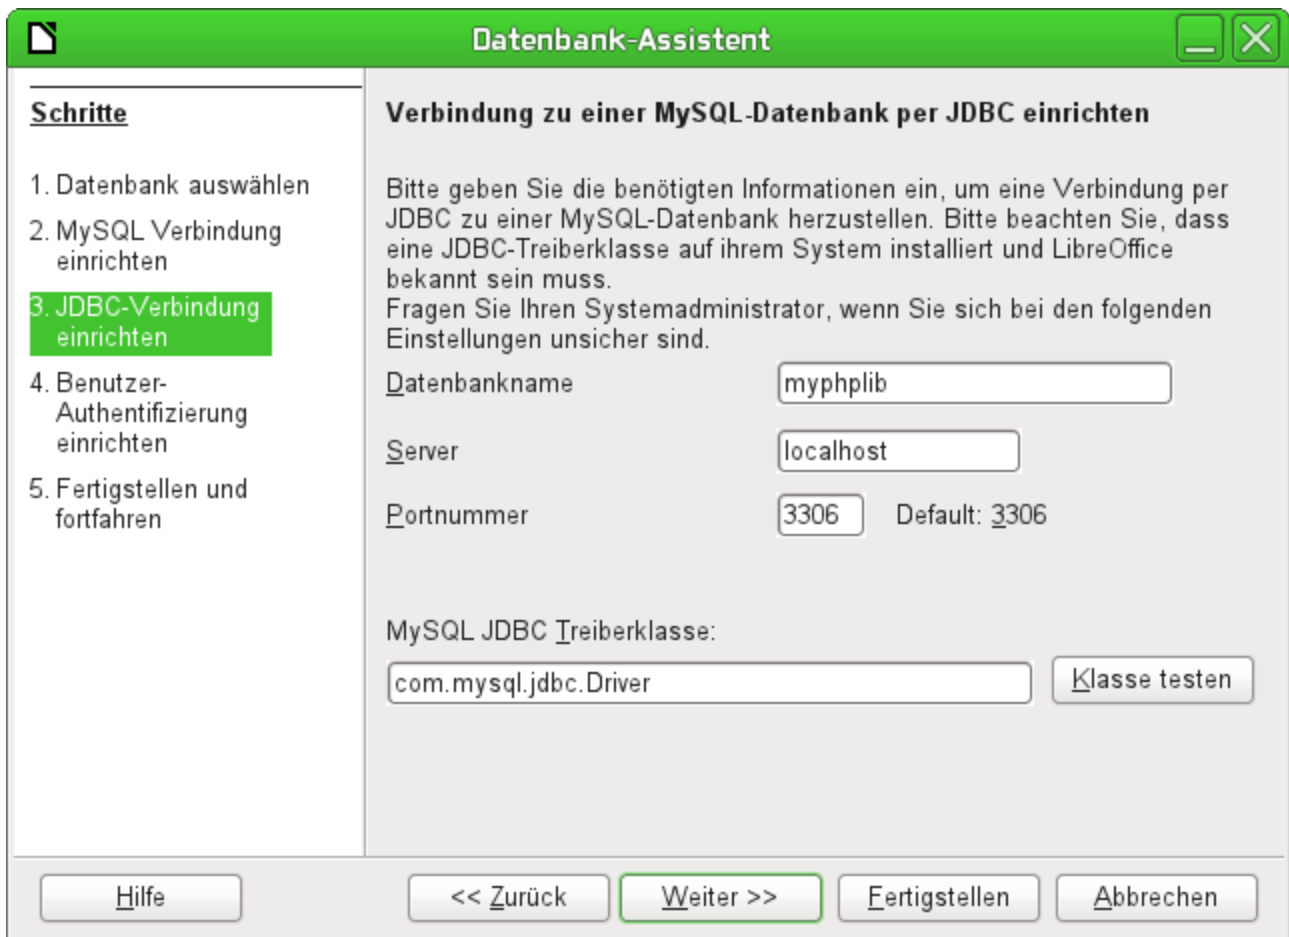 Datenbank-Assistent
Schritte
1. Datenbank auswählen
2. MySQL Verbindung
einrichten
3. JDBC-Verbindung
einrichten
4. Benutzer-
Authentifizierung
einrichten
5. Fertigstellen und
fortfahren
Verbindung zu einer MySQL-Datenbank per JDBC einrichten
Bitte geben Sie die benötigten Informationen ein, um eine Verbindung per
JDBC zu einer MySQL-Datenbank herzustellen. Bitte beachten Sie, dass
eine JDBC-Treiberklasse auf ihrem System installiert und LibreOffice
bekannt sein muss.
Fragen Sie Ihren Systemadministrator, wenn Sie sich bei den folgenden
Einstellungen unsicher sind.
Datenbankname myphplib
Server localhost
Portnummer 3306 Default: 3306
MySQL JDBC Treiberklasse:
com.mysql.jdbc.Driver Klasse testen
Hilfe << Zurück Weiter >> Fertigstellen Abbrechen